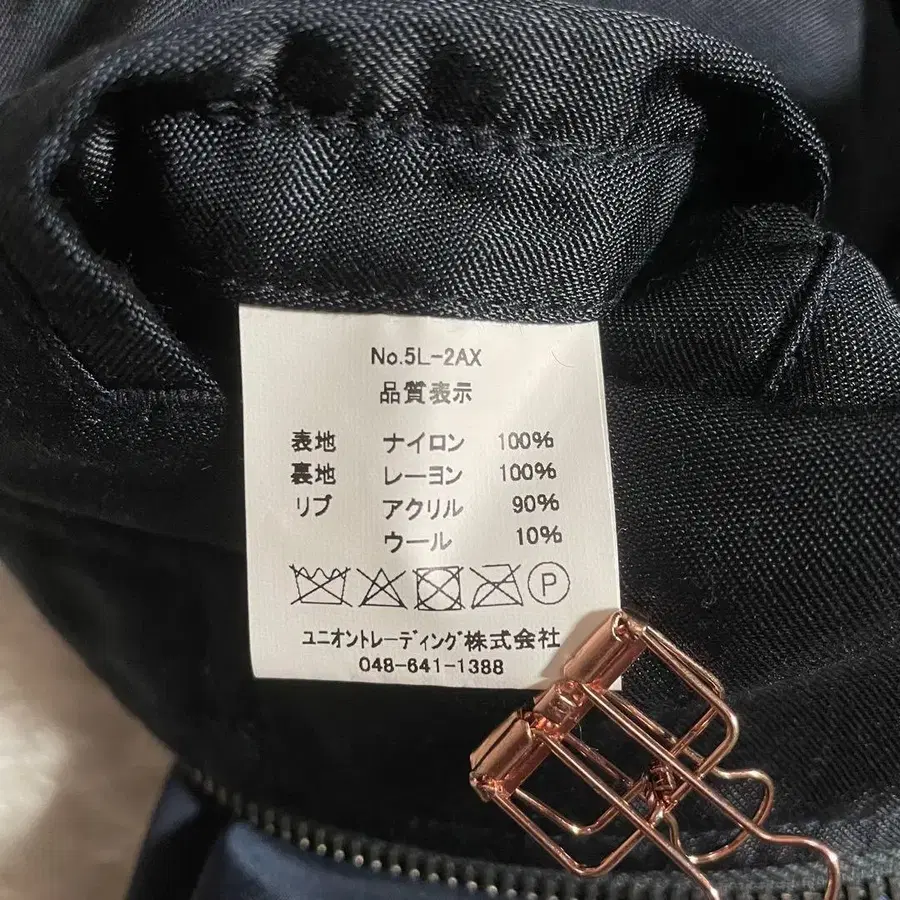 No.5L-2AX
品質表示
表地 ナイロン 100%
裏地 レーヨン 100%
リブ アクリル 90%
ウール 10%
P
ユニオントレーディング株式会社
048-641-1388